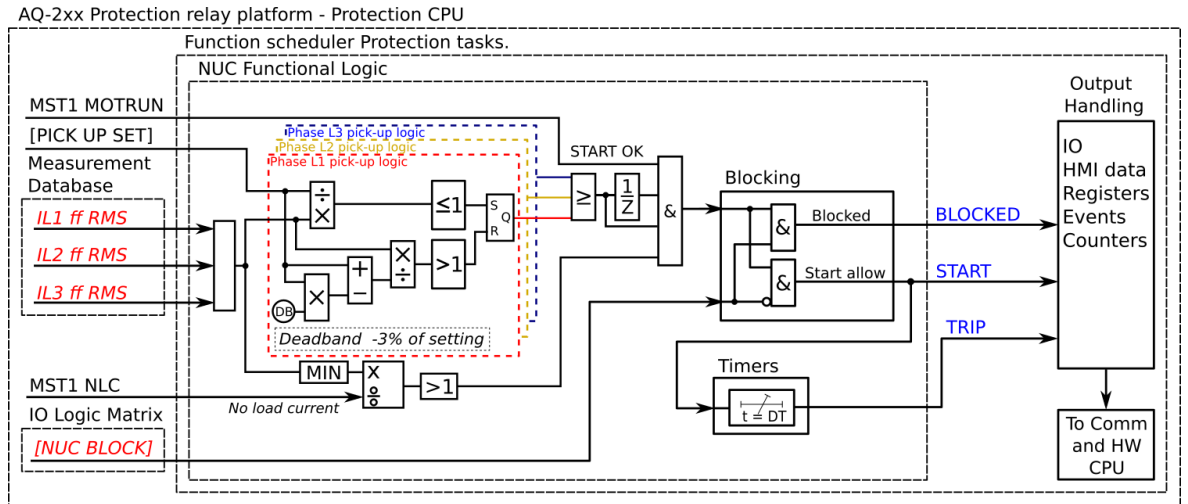 AQ-2xx Protection relay platform - Protection CPU
Function scheduler Protection tasks.
NUC Functional Logic
MST1 MOTRUN
[PICK UP SET]
Measurement
Database
IL1 ff RMS
IL2 ff RMS
IL3 ff RMS
MST1 NLC
No load current
IO Logic Matrix
[NUC BLOCK]
Phase L3 pick-up logic
Phase L2 pick-up logic
Phase L1 pick-up logic
÷
×
≤1
S
Q
R
×
÷
>1
+
−
×
DB
Deadband -3% of setting
MIN
X
÷
>1
START OK
≥
1
Z
&
Blocking
&
Blocked
&
Start allow
Timers
t = DT
BLOCKED
START
TRIP
Output
Handling
IO
HMI data
Registers
Events
Counters
To Comm
and HW
CPU